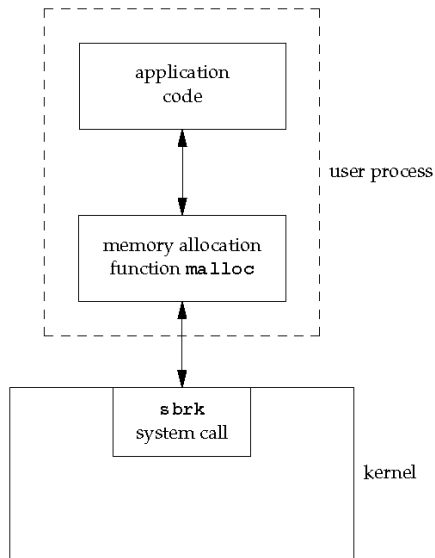 application
code
user process
memory allocation
function malloc
sbrk
system call
kernel